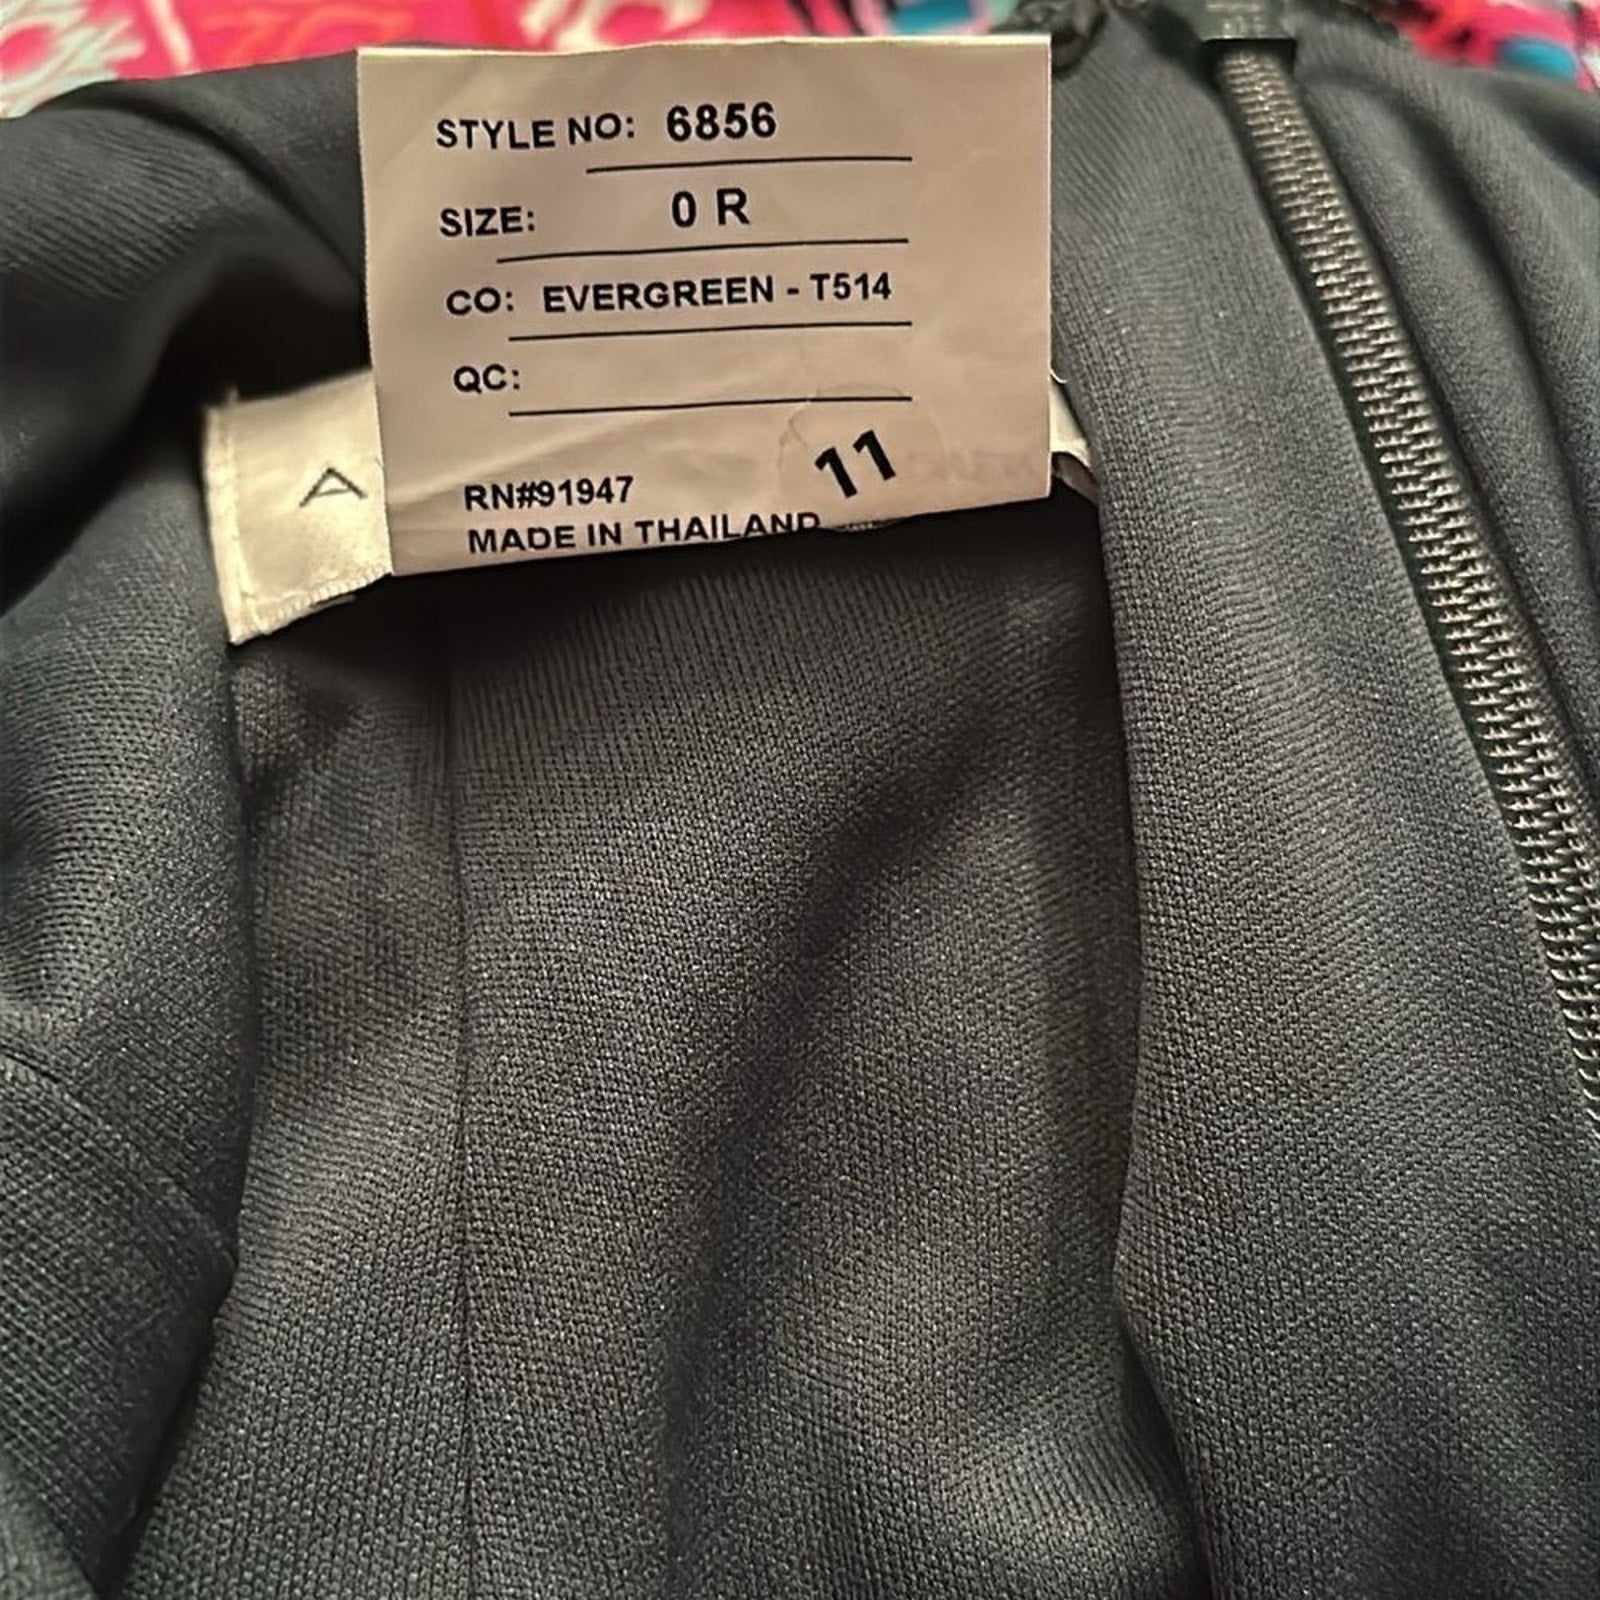 STYLE NO: 6856
SIZE: 0 R
CO: EVERGREEN - T514
QC:
11
A
RN#91947
MADE IN THAILAND